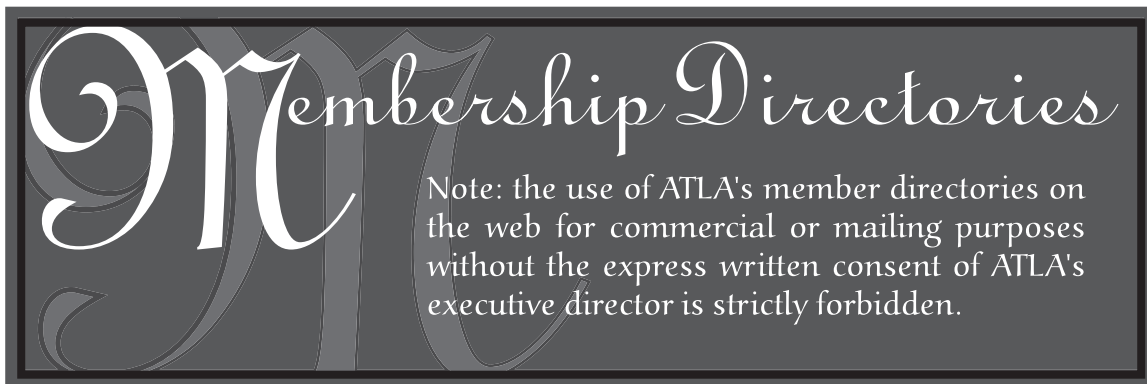 Membership Directories
Note: the use of ATLA's member directories on
the web for commercial or mailing purposes
without the express written consent of ATLA's
executive director is strictly forbidden.